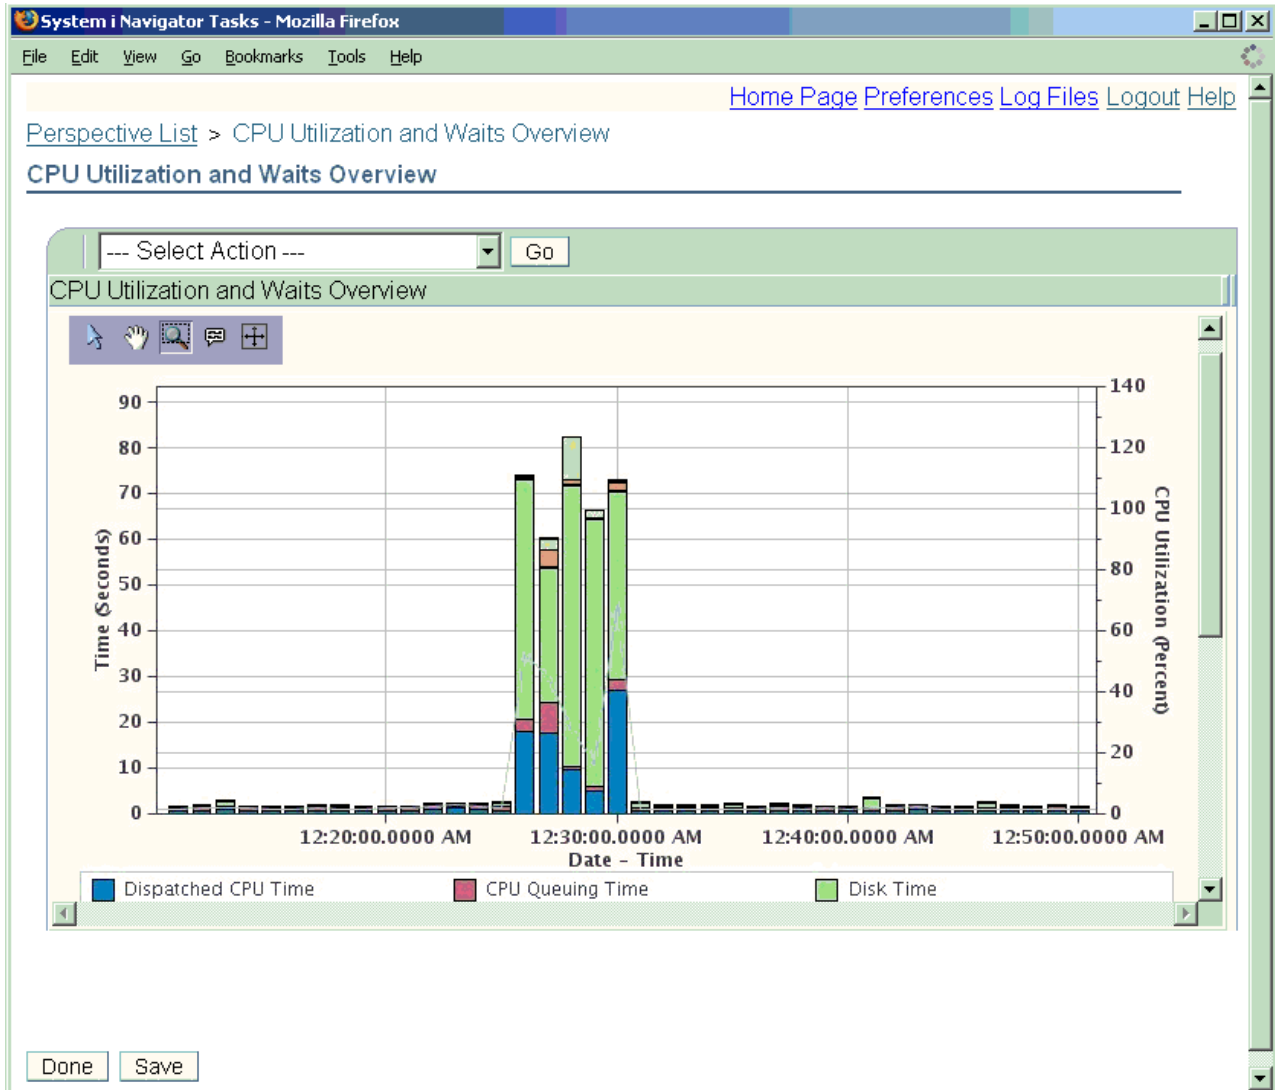 System i Navigator Tasks - Mozilla Firefox
File Edit View Go Bookmarks Tools Help
Home Page Preferences Log Files Logout Help
Perspective List > CPU Utilization and Waits Overview
CPU Utilization and Waits Overview
--- Select Action --- Go
CPU Utilization and Waits Overview
90
80
70
60
50
40
30
20
10
0
Time (Seconds)
140
120
100
80
60
40
20
0
CPU Utilization (Percent)
12:20:00.0000 AM 12:30:00.0000 AM 12:40:00.0000 AM 12:50:00.0000 AM
Date - Time
Dispatched CPU Time CPU Queuing Time Disk Time
Done Save